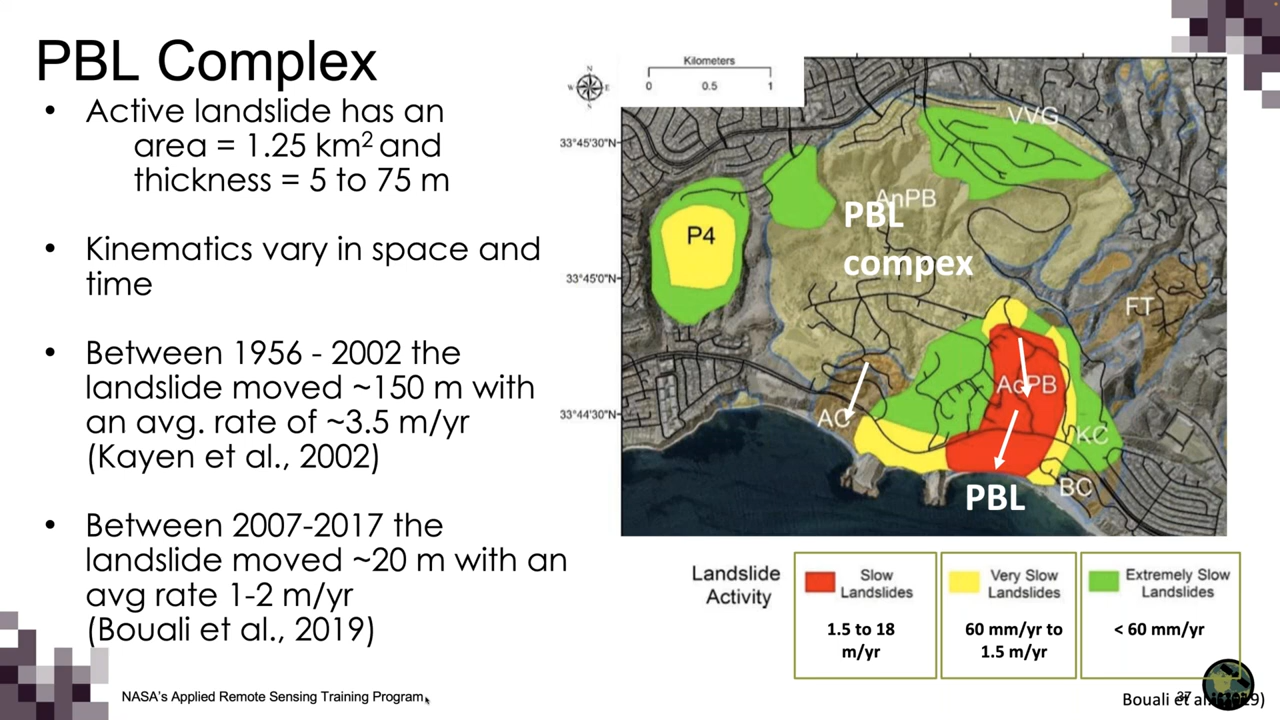 PBL Complex
• Active landslide has an
area = 1.25 km² and
thickness = 5 to 75 m
• Kinematics vary in space and
time
• Between 1956 - 2002 the
landslide moved ~150 m with
an avg. rate of ~3.5 m/yr
(Kayen et al., 2002)
• Between 2007-2017 the
landslide moved ~20 m with an
avg rate 1-2 m/yr
(Bouali et al., 2019)
Kilometers
0 0.5 1
N
W E
S
33°45'30"N
33°45'0"N
33°44'30"N
VVG
AnPB
PBL
compex
P4
FT
AcPB
AC
KC
BC
PBL
Landslide
Activity
Slow
Landslides
1.5 to 18
m/yr
Very Slow
Landslides
60 mm/yr to
1.5 m/yr
Extremely Slow
Landslides
< 60 mm/yr
NASA's Applied Remote Sensing Training Program
37
Bouali et al. (2019)